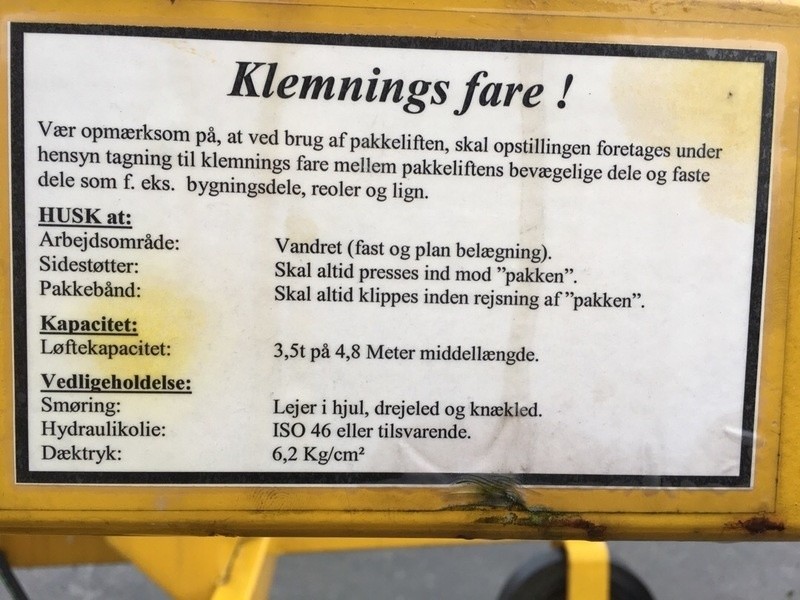 Klemnings fare !
Vær opmærksom på, at ved brug af pakkeliften, skal opstillingen foretages under
hensyn tagning til klemnings fare mellem pakkeliftens bevægelige dele og faste
dele som f. eks. bygningsdele, reoler og lign.
HUSK at:
Arbejdsområde: Vandret (fast og plan belægning).
Sidestøtter: Skal altid presses ind mod ”pakken”.
Pakkebånd: Skal altid klippes inden rejsning af ”pakken”.
Kapacitet:
Løftekapacitet: 3,5t på 4,8 Meter middellængde.
Vedligeholdelse:
Smøring: Lejer i hjul, drejeled og knækled.
Hydraulikolie: ISO 46 eller tilsvarende.
Dæktryk: 6,2 Kg/cm²